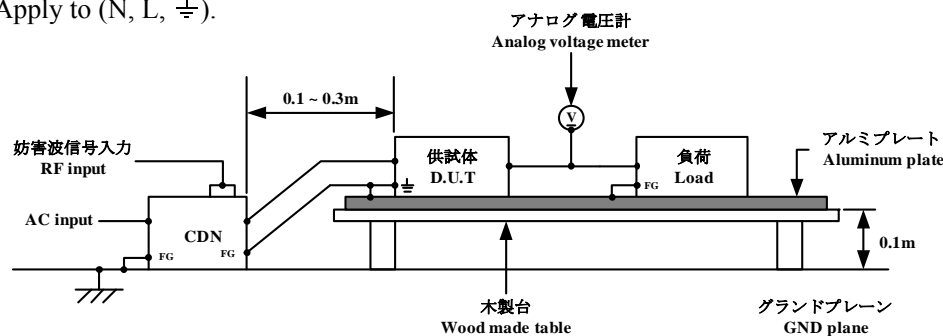 Apply to (N, L, ⏚).
アナログ電圧計
Analog voltage meter
0.1 ~ 0.3m
V
妨害波信号入力
RF input
供試体
D.U.T
負荷
Load
FG
アルミプレート
Aluminum plate
AC input
CDN
FG
FG
0.1m
木製台
Wood made table
グランドプレーン
GND plane